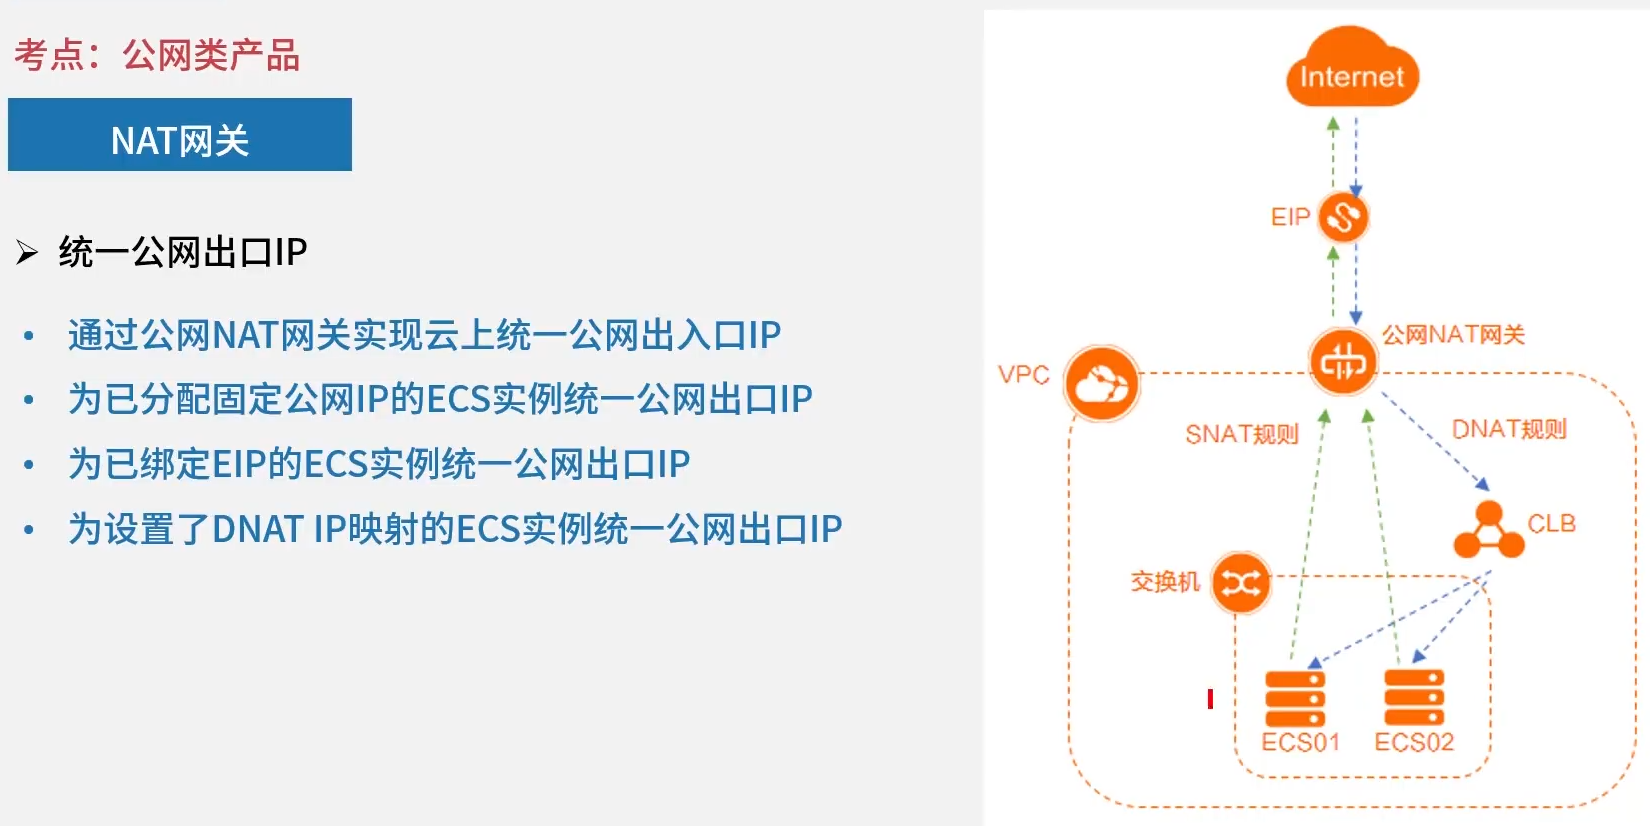 考点：公网类产品
NAT网关
统一公网出口IP
通过公网NAT网关实现云上统一公网出入口IP
为已分配固定公网IP的ECS实例统一公网出口IP
为已绑定EIP的ECS实例统一公网出口IP
为设置了DNAT IP映射的ECS实例统一公网出口IP
Internet
EIP
公网NAT网关
VPC
SNAT规则
DNAT规则
CLB
交换机
ECS01
ECS02